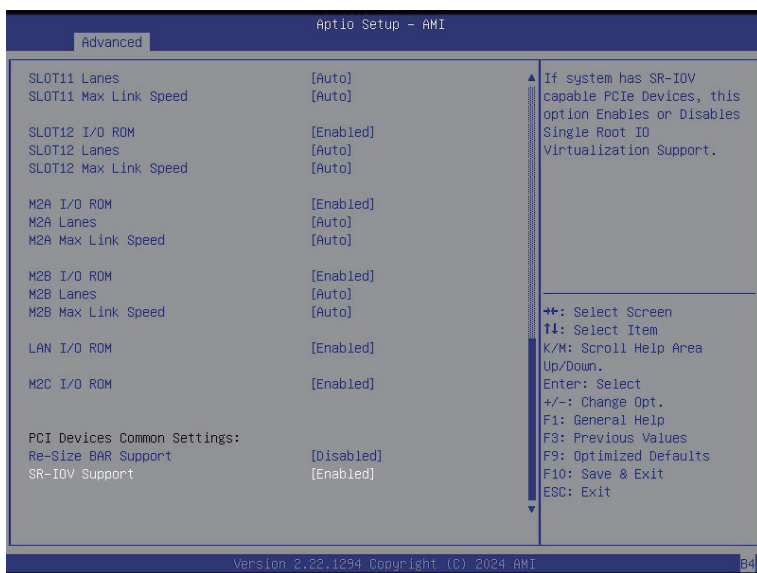 Aptio Setup - AMI
Advanced
SLOT11 Lanes [Auto]
SLOT11 Max Link Speed [Auto]
SLOT12 I/O ROM [Enabled]
SLOT12 Lanes [Auto]
SLOT12 Max Link Speed [Auto]
M2A I/O ROM [Enabled]
M2A Lanes [Auto]
M2A Max Link Speed [Auto]
M2B I/O ROM [Enabled]
M2B Lanes [Auto]
M2B Max Link Speed [Auto]
LAN I/O ROM [Enabled]
M2C I/O ROM [Enabled]
PCI Devices Common Settings:
Re-Size BAR Support [Disabled]
SR-IOV Support [Enabled]
If system has SR-IOV
capable PCIe Devices, this
option Enables or Disables
Single Root IO
Virtualization Support.
→←: Select Screen
↑↓: Select Item
K/M: Scroll Help Area
Up/Down.
Enter: Select
+/-: Change Opt.
F1: General Help
F3: Previous Values
F9: Optimized Defaults
F10: Save & Exit
ESC: Exit
Version 2.22.1294 Copyright (C) 2024 AMI
B4